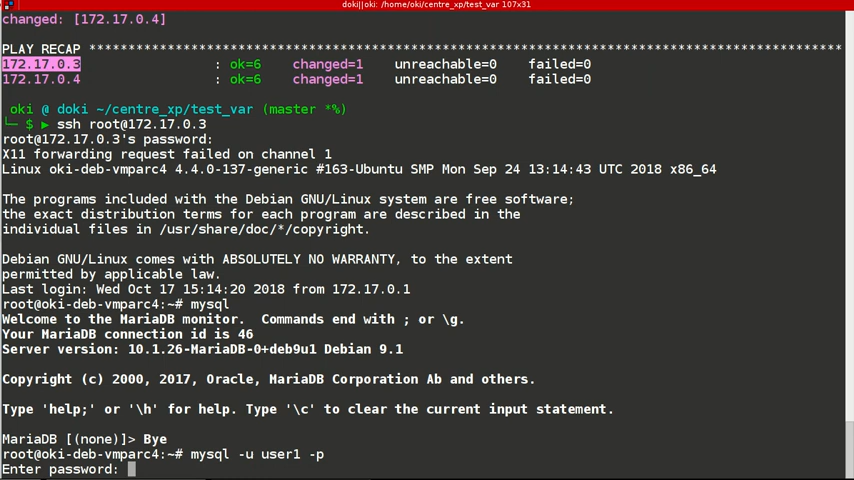 doki||oki: /home/oki/centre_xp/test_var 107x31
changed: [172.17.0.4]
PLAY RECAP *************************************************************************************************
172.17.0.3 : ok=6 changed=1 unreachable=0 failed=0
172.17.0.4 : ok=6 changed=1 unreachable=0 failed=0
oki @ doki ~/centre_xp/test_var (master *%)
└─ $ ▶ ssh root@172.17.0.3
root@172.17.0.3's password:
X11 forwarding request failed on channel 1
Linux oki-deb-vmparc4 4.4.0-137-generic #163-Ubuntu SMP Mon Sep 24 13:14:43 UTC 2018 x86_64
The programs included with the Debian GNU/Linux system are free software;
the exact distribution terms for each program are described in the
individual files in /usr/share/doc/*/copyright.
Debian GNU/Linux comes with ABSOLUTELY NO WARRANTY, to the extent
permitted by applicable law.
Last login: Wed Oct 17 15:14:20 2018 from 172.17.0.1
root@oki-deb-vmparc4:~# mysql
Welcome to the MariaDB monitor.  Commands end with ; or \g.
Your MariaDB connection id is 46
Server version: 10.1.26-MariaDB-0+deb9u1 Debian 9.1
Copyright (c) 2000, 2017, Oracle, MariaDB Corporation Ab and others.
Type 'help;' or '\h' for help. Type '\c' to clear the current input statement.
MariaDB [(none)]> Bye
root@oki-deb-vmparc4:~# mysql -u user1 -p
Enter password: